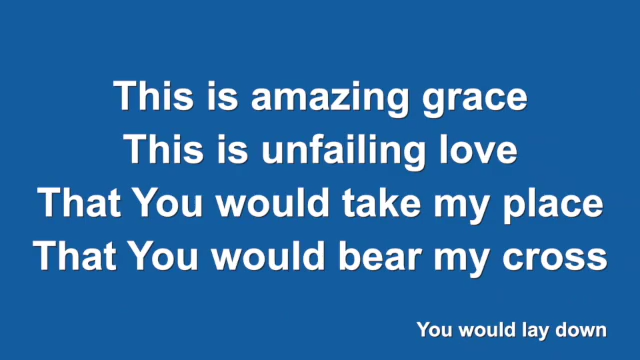 This is amazing grace
This is unfailing love
That You would take my place
That You would bear my cross
You would lay down